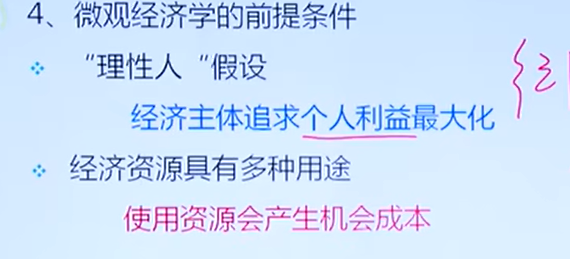 4、微观经济学的前提条件
“理性人“假设
经济主体追求个人利益最大化
经济资源具有多种用途
使用资源会产生机会成本